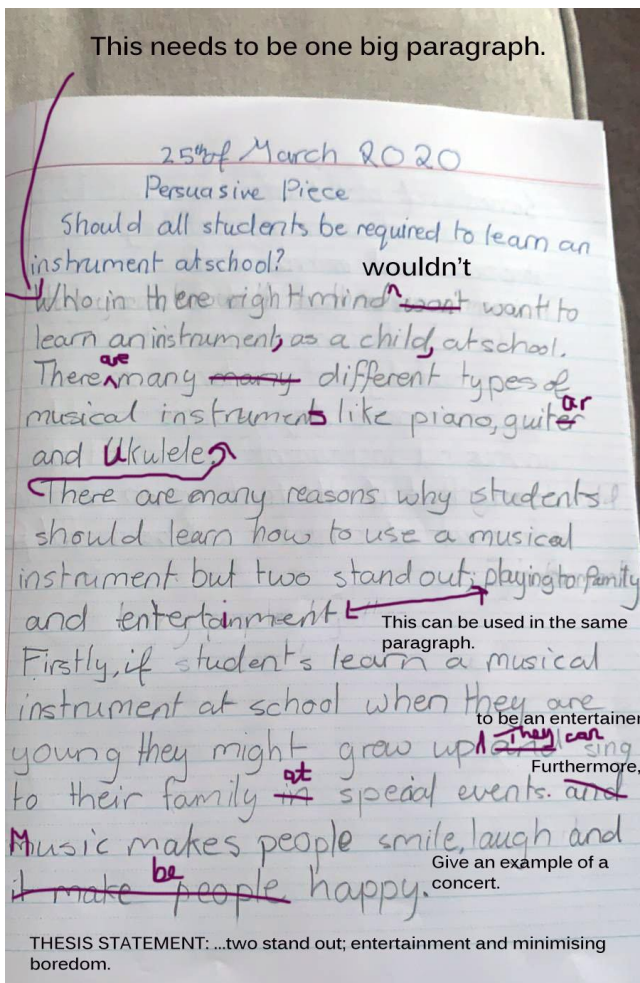 This needs to be one big paragraph.
25th of March 2020
Persuasive Piece
Should all students be required to learn an
instrument at school?
wouldn't
Who in there right mind want to
learn an instrument, as a child, at school.
are
There many many different types of
ar
musical instruments like piano, guiter
and Ukulele.
There are many reasons why students
should learn how to use a musical
instrument but two stand out; playing to family
and entertainment
This can be used in the same
paragraph.
Firstly, if students learn a musical
instrument at school when they are
to be an entertainer
They can
young they might grow up and sing
Furthermore,
at
to their family in special events. and
Music makes people smile, laugh and
be
Give an example of a
concert.
it make people happy.
THESIS STATEMENT: ...two stand out; entertainment and minimising
boredom.